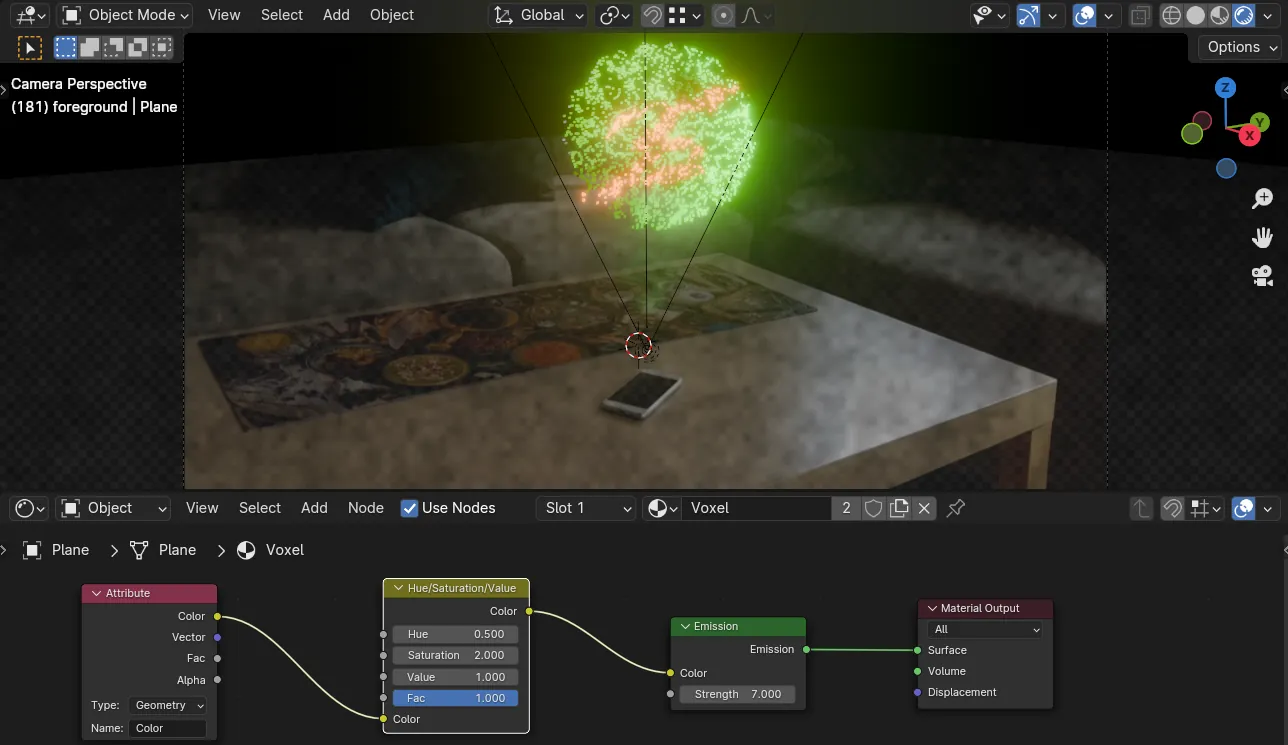 Object Mode View Select Add Object Global
Options
Camera Perspective
(181) foreground | Plane
Z
Y
X
Object View Select Add Node Use Nodes Slot 1 Voxel 2
Plane Plane Voxel
Attribute
Color
Vector
Fac
Alpha
Type: Geometry
Name: Color
Hue/Saturation/Value
Color
Hue 0.500
Saturation 2.000
Value 1.000
Fac 1.000
Color
Emission
Emission
Color
Strength 7.000
Material Output
All
Surface
Volume
Displacement